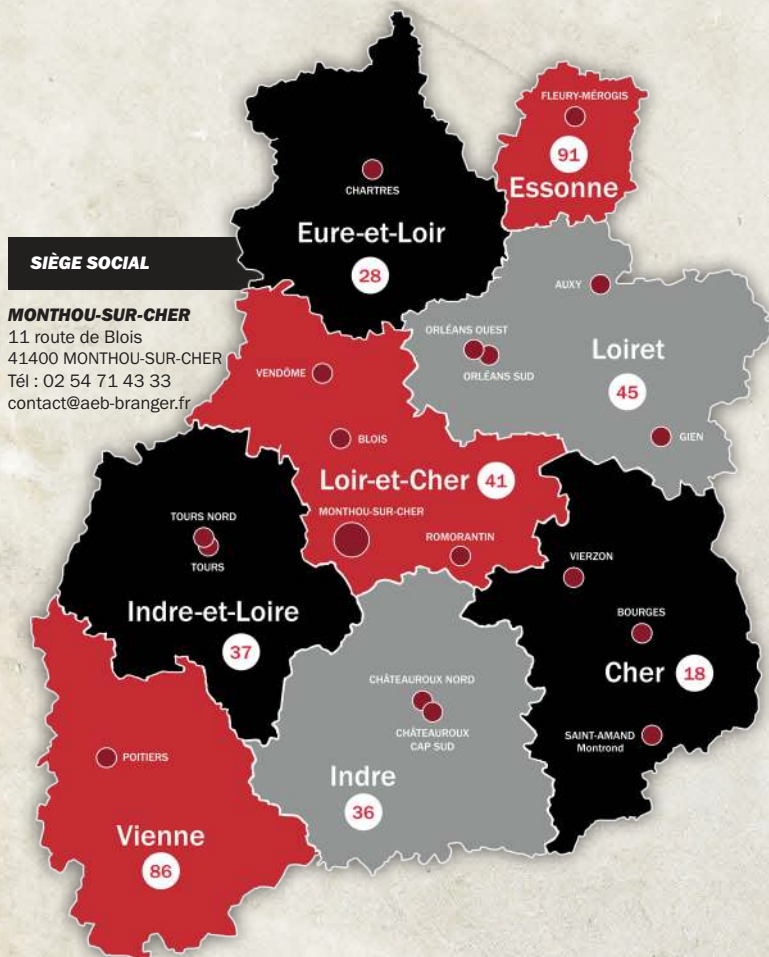 FLEURY-MÉROGIS
91
Essonne
CHARTRES
Eure-et-Loir
28
SIÈGE SOCIAL
MONTHOU-SUR-CHER
11 route de Blois
41400 MONTHOU-SUR-CHER
Tél : 02 54 71 43 33
contact@aeb-branger.fr
AUXY
ORLÉANS OUEST
ORLÉANS SUD
Loiret
45
GIEN
VENDÔME
BLOIS
Loir-et-Cher 41
MONTHOU-SUR-CHER
ROMORANTIN
TOURS NORD
TOURS
Indre-et-Loire
37
VIERZON
BOURGES
Cher 18
SAINT-AMAND
Montrond
CHÂTEAUROUX NORD
CHÂTEAUROUX
CAP SUD
Indre
36
POITIERS
Vienne
86